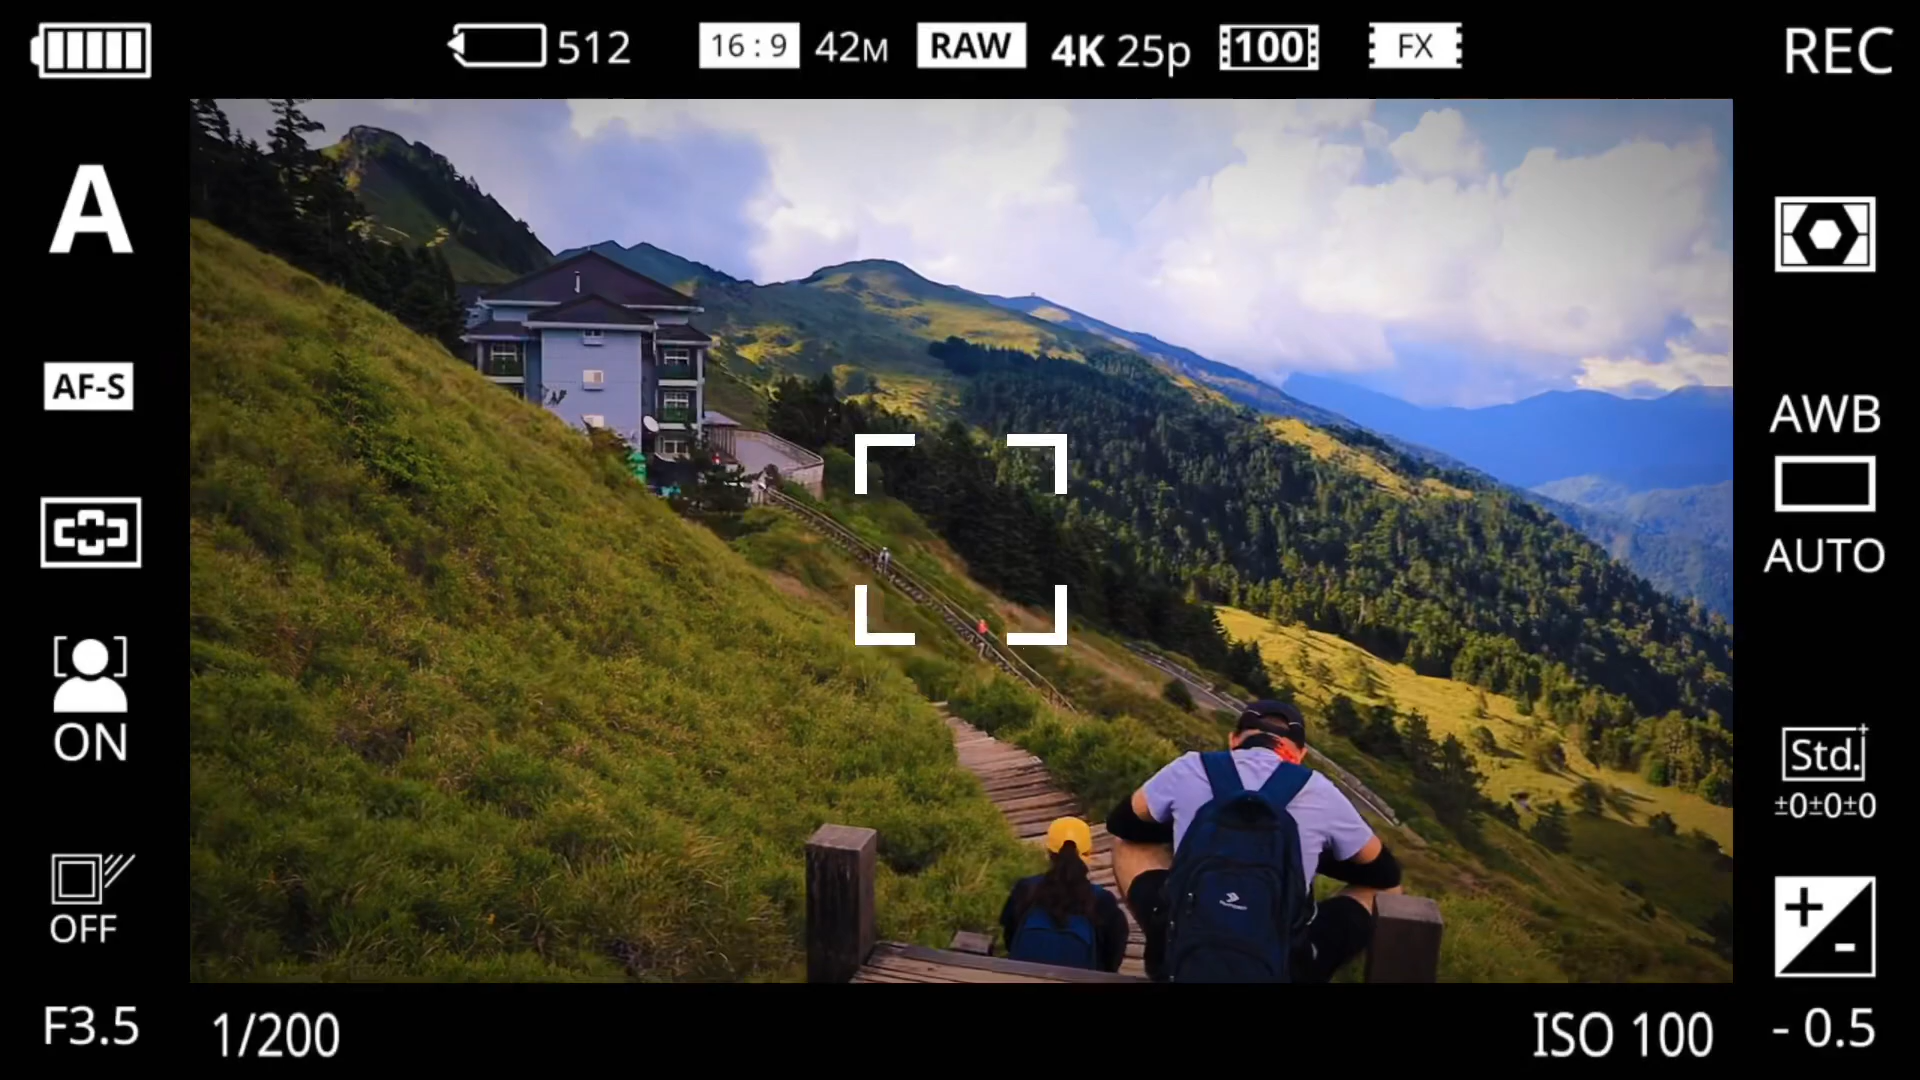 512 16:9 42M RAW 4K 25p 100 FX REC
A
AF-S
AWB
AUTO
ON
Std.+
±0±0±0
OFF
+ -
F3.5 1/200 ISO 100 - 0.5